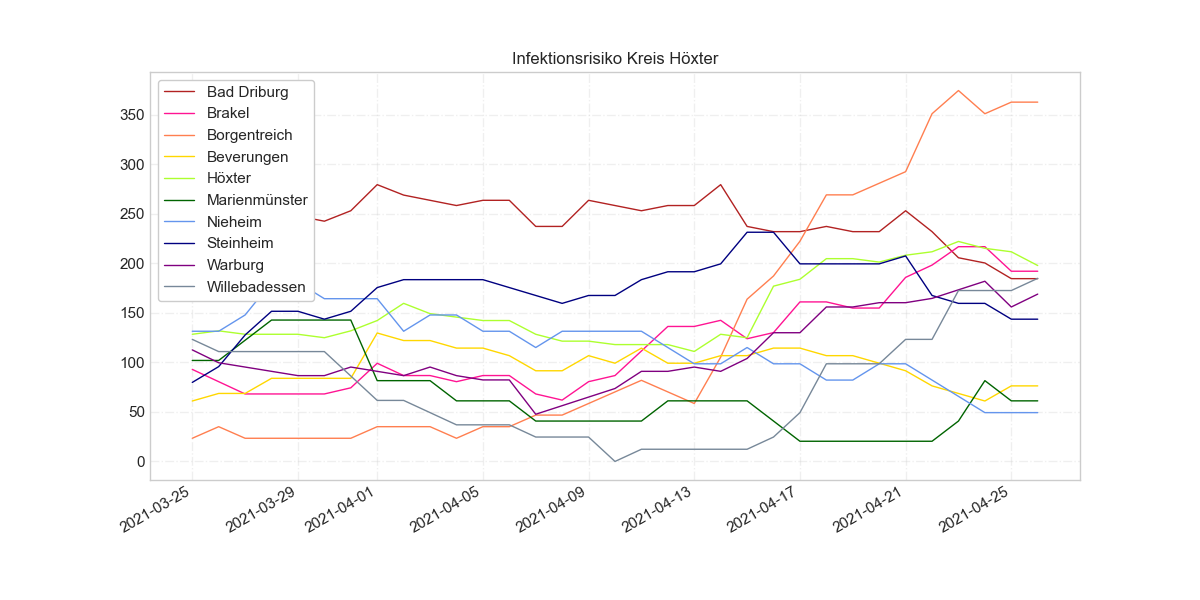 Infektionsrisiko Kreis Höxter
Bad Driburg
Brakel
Borgentreich
Beverungen
Höxter
Marienmünster
Nieheim
Steinheim
Warburg
Willebadessen
350
300
250
200
150
100
50
0
2021-03-25
2021-03-29
2021-04-01
2021-04-05
2021-04-09
2021-04-13
2021-04-17
2021-04-21
2021-04-25